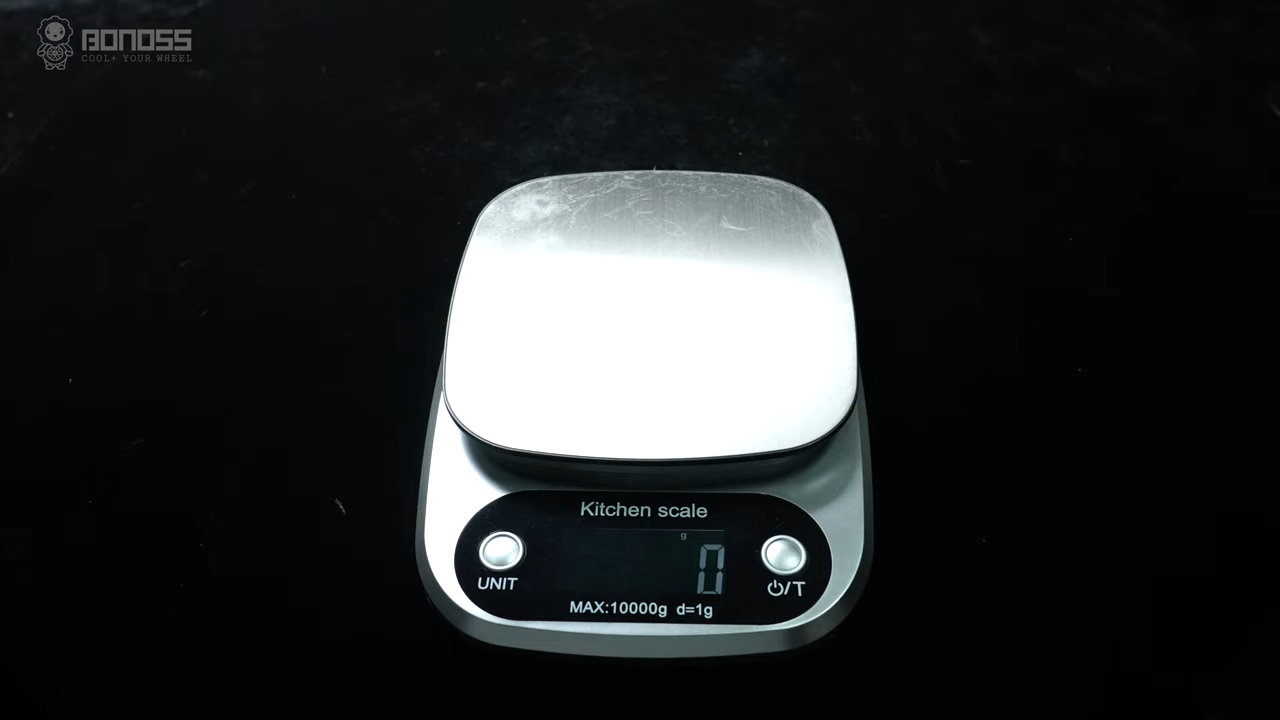 BONOSS
COOL+ YOUR WHEEL
Kitchen scale
g
0
UNIT
⏻/T
MAX:10000g d=1g